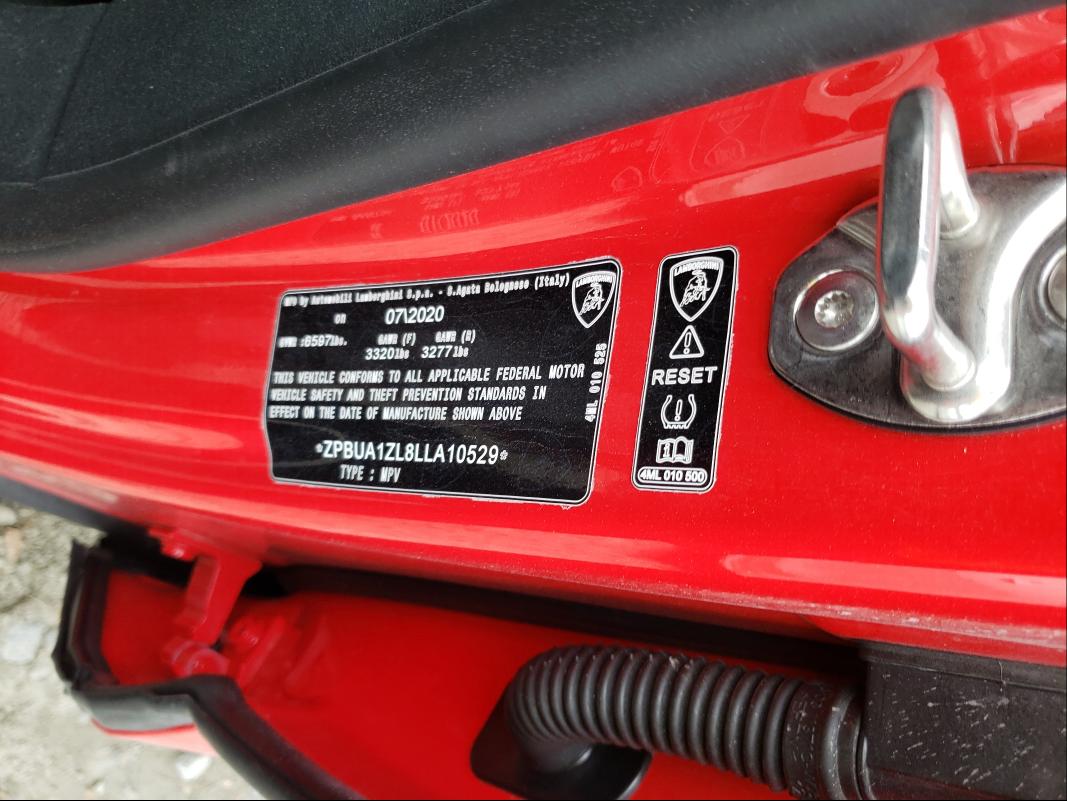 MFD by Automobili Lamborghini S.p.a. - S.Agata Bolognese (Italy)
on 07\2020
GVWR :6597lbs. GAWR (F) GAWR (R)
3320lbs 3277lbs
THIS VEHICLE CONFORMS TO ALL APPLICABLE FEDERAL MOTOR
VEHICLE SAFETY AND THEFT PREVENTION STANDARDS IN
EFFECT ON THE DATE OF MANUFACTURE SHOWN ABOVE
*ZPBUA1ZL8LLA10529*
TYPE : MPV
LAMBORGHINI
4ML 010 525
LAMBORGHINI
RESET
4ML 010 500